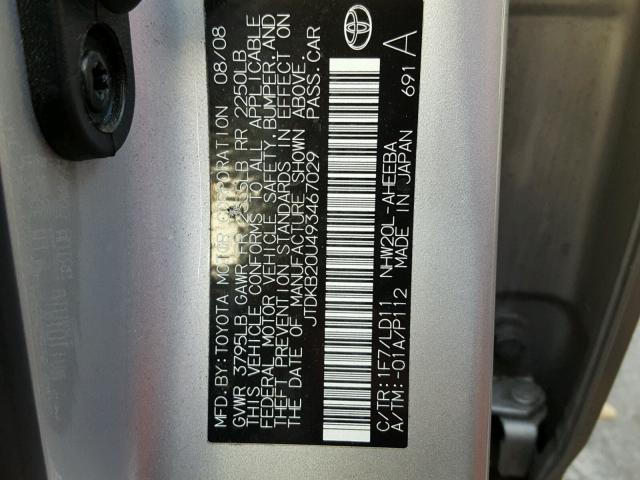 MFD.BY:TOYOTA MOTOR CORPORATION 08/08
GVWR 3795LB GAWR FR 2335LB RR 2250LB
THIS VEHICLE CONFORMS TO ALL APPLICABLE
FEDERAL MOTOR VEHICLE SAFETY, BUMPER, AND
THEFT PREVENTION STANDARDS IN EFFECT ON
THE DATE OF MANUFACTURE SHOWN ABOVE.
JTDKB20U493467029 PASS.CAR
C/TR:1F7/LD11 NHW20L-AHEEBA
A/TM:-01A/P112 MADE IN JAPAN 691 A